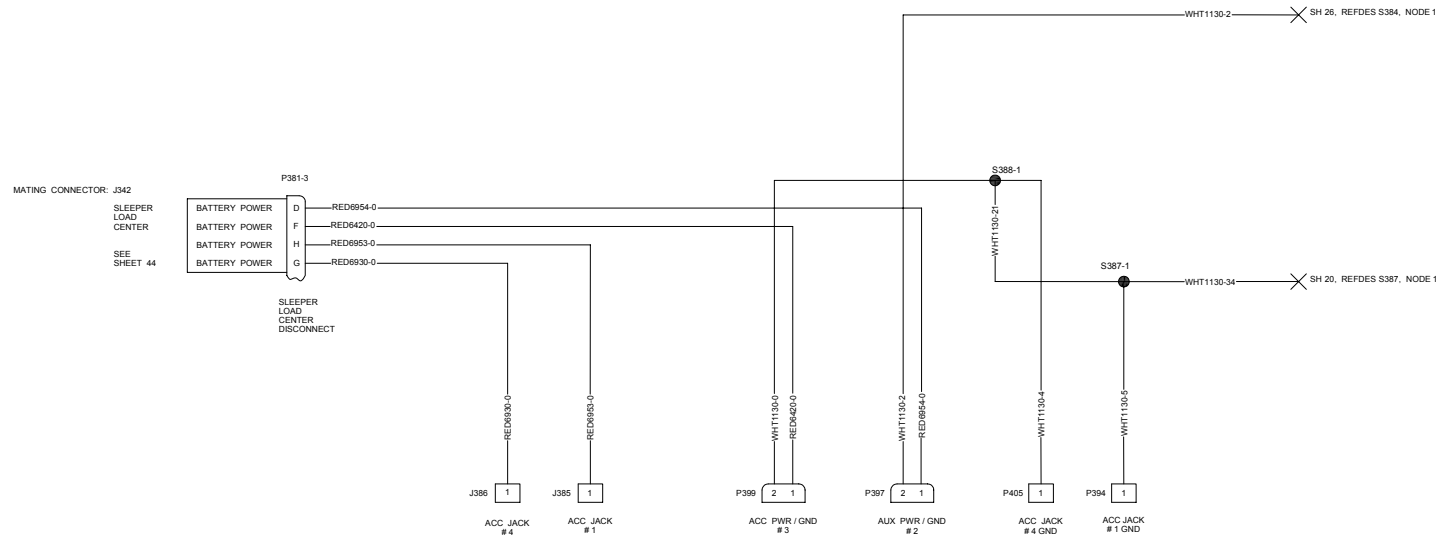 WHT1130-2
SH 26, REFDES S384, NODE 1
P381-3
S388-1
MATING CONNECTOR: J342
SLEEPER
LOAD
CENTER
SEE
SHEET 44
BATTERY POWER D RED6954-0
BATTERY POWER F RED6420-0
BATTERY POWER H RED6953-0
BATTERY POWER G RED6930-0
WHT1130-21
S387-1
WHT1130-34
SH 20, REFDES S387, NODE 1
SLEEPER
LOAD
CENTER
DISCONNECT
RED6930-0
RED6953-0
WHT1130-0
RED6420-0
WHT1130-2
RED6954-0
WHT1130-4
WHT1130-5
J386 1
J385 1
P399 2 1
P397 2 1
P405 1
P394 1
ACC JACK
# 4
ACC JACK
# 1
ACC PWR / GND
# 3
AUX PWR / GND
# 2
ACC JACK
# 4 GND
ACC JACK
# 1 GND